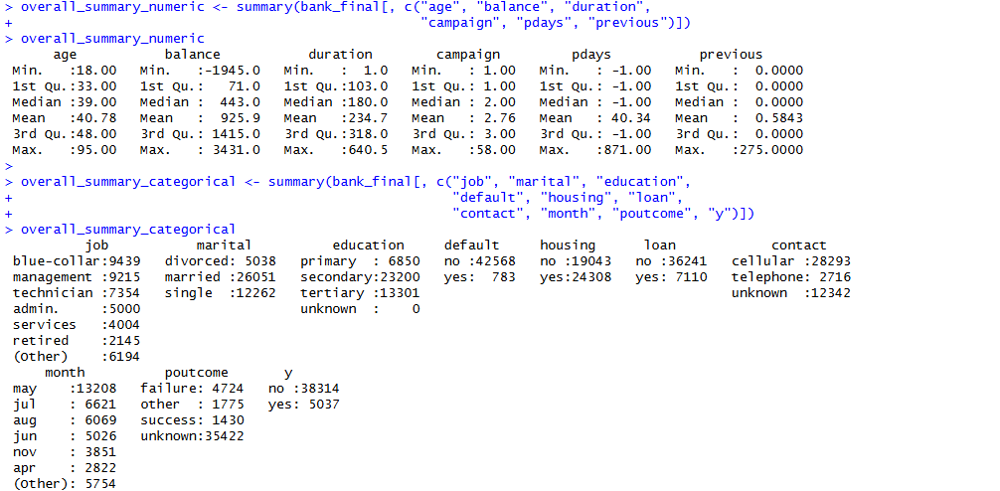 > overall_summary_numeric <- summary(bank_final[, c("age", "balance", "duration",
+                                                    "campaign", "pdays", "previous")])
> overall_summary_numeric
      age           balance          duration        campaign         pdays           previous
 Min.   :18.00   Min.   :-1945.0   Min.   :  1.0   Min.   : 1.00   Min.   : -1.00   Min.   :  0.0000
 1st Qu.:33.00   1st Qu.:   71.0   1st Qu.:103.0   1st Qu.: 1.00   1st Qu.: -1.00   1st Qu.:  0.0000
 Median :39.00   Median :  443.0   Median :180.0   Median : 2.00   Median : -1.00   Median :  0.0000
 Mean   :40.78   Mean   :  925.9   Mean   :234.7   Mean   : 2.76   Mean   : 40.34   Mean   :  0.5843
 3rd Qu.:48.00   3rd Qu.: 1415.0   3rd Qu.:318.0   3rd Qu.: 3.00   3rd Qu.: -1.00   3rd Qu.:  0.0000
 Max.   :95.00   Max.   : 3431.0   Max.   :640.5   Max.   :58.00   Max.   :871.00   Max.   :275.0000
>
> overall_summary_categorical <- summary(bank_final[, c("job", "marital", "education",
+                                                        "default", "housing", "loan",
+                                                        "contact", "month", "poutcome", "y")])
> overall_summary_categorical
          job           marital          education     default     housing      loan            contact
 blue-collar:9439   divorced: 5038   primary  : 6850   no :42568   no :19043   no :36241   cellular :28293
 management :9215   married :26051   secondary:23200   yes:  783   yes:24308   yes: 7110   telephone: 2716
 technician :7354   single  :12262   tertiary :13301                                       unknown  :12342
 admin.     :5000                    unknown  :    0
 services   :4004
 retired    :2145
 (Other)    :6194
     month          poutcome       y
 may    :13208   failure: 4724   no :38314
 jul    : 6621   other  : 1775   yes: 5037
 aug    : 6069   success: 1430
 jun    : 5026   unknown:35422
 nov    : 3851
 apr    : 2822
 (Other): 5754